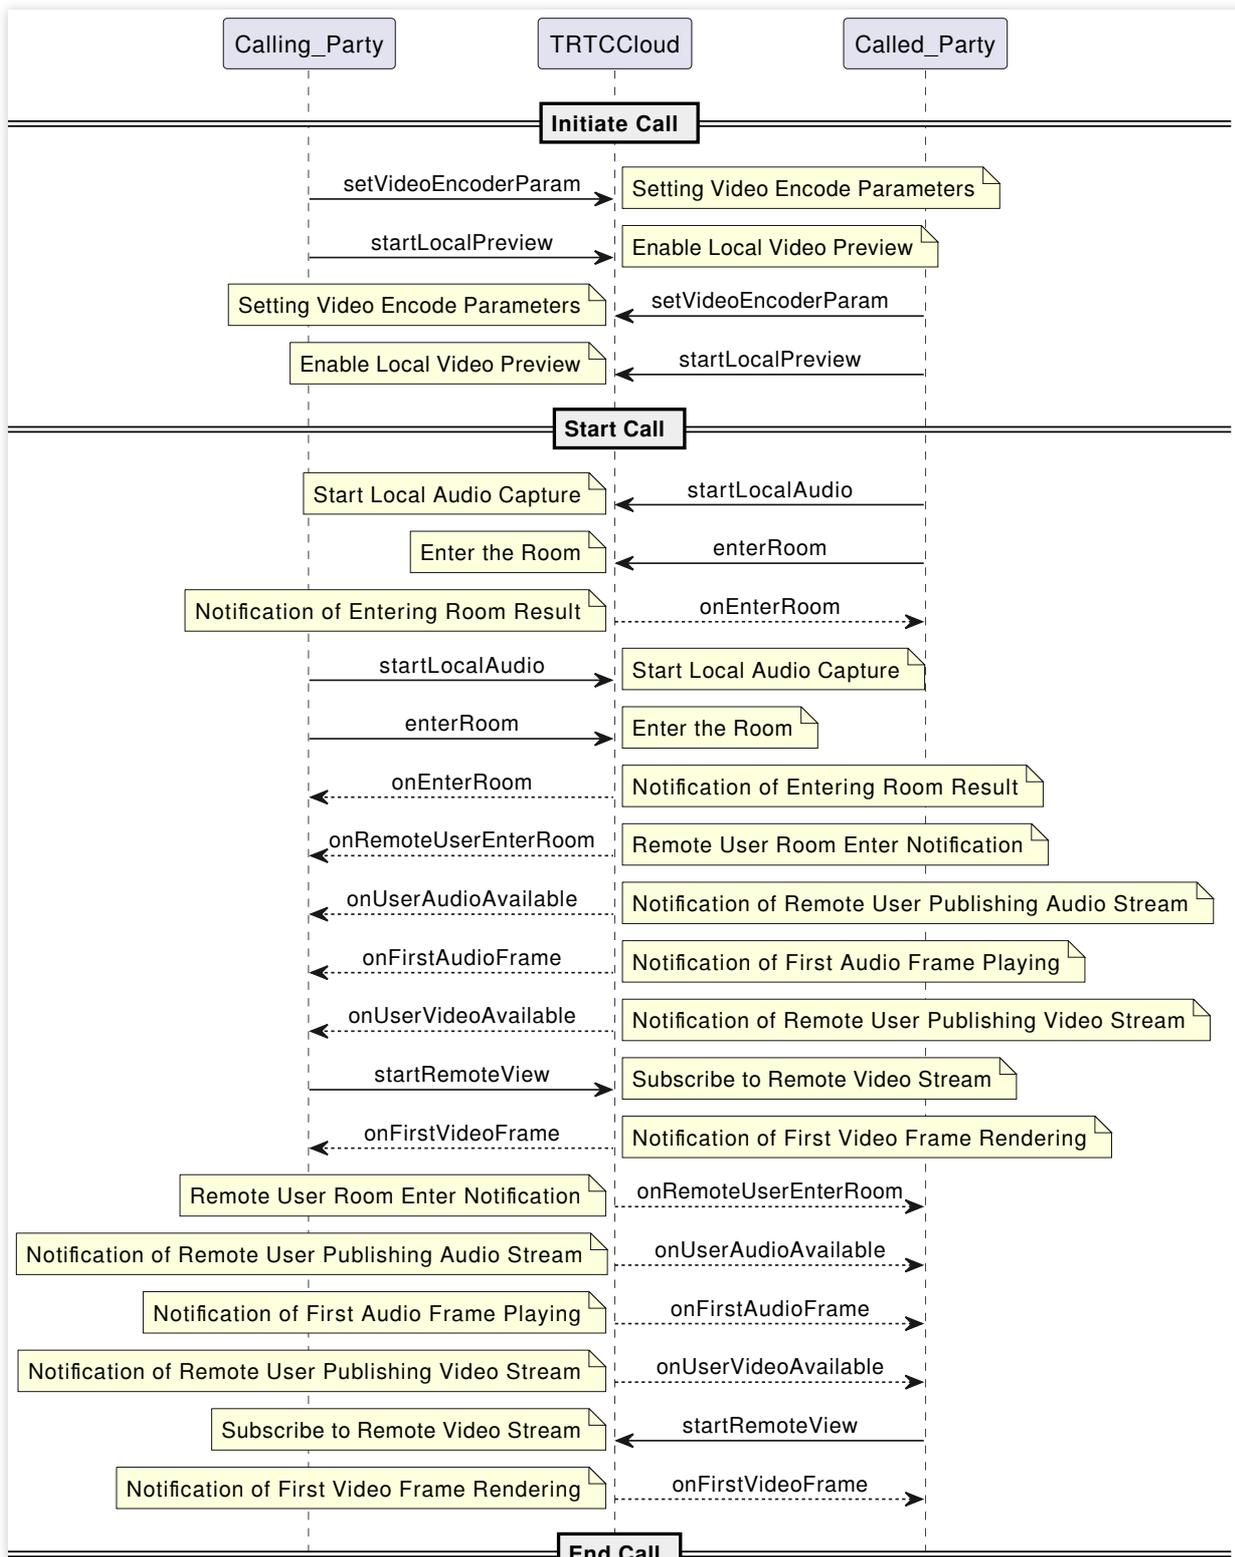 Calling_Party TRTCCloud Called_Party
Initiate Call
setVideoEncoderParam Setting Video Encode Parameters
startLocalPreview Enable Local Video Preview
Setting Video Encode Parameters setVideoEncoderParam
Enable Local Video Preview startLocalPreview
Start Call
Start Local Audio Capture startLocalAudio
Enter the Room enterRoom
Notification of Entering Room Result onEnterRoom
startLocalAudio Start Local Audio Capture
enterRoom Enter the Room
onEnterRoom Notification of Entering Room Result
onRemoteUserEnterRoom Remote User Room Enter Notification
onUserAudioAvailable Notification of Remote User Publishing Audio Stream
onFirstAudioFrame Notification of First Audio Frame Playing
onUserVideoAvailable Notification of Remote User Publishing Video Stream
startRemoteView Subscribe to Remote Video Stream
onFirstVideoFrame Notification of First Video Frame Rendering
Remote User Room Enter Notification onRemoteUserEnterRoom
Notification of Remote User Publishing Audio Stream onUserAudioAvailable
Notification of First Audio Frame Playing onFirstAudioFrame
Notification of Remote User Publishing Video Stream onUserVideoAvailable
Subscribe to Remote Video Stream startRemoteView
Notification of First Video Frame Rendering onFirstVideoFrame
End Call